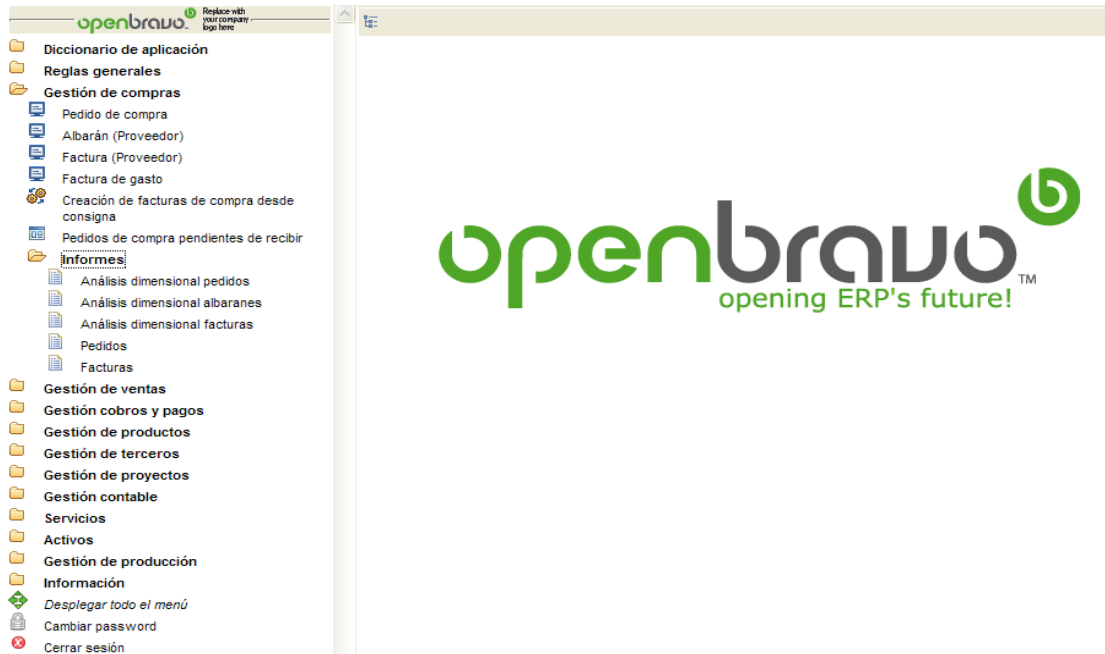 openbravo.
Replace with
your company
logo here
Diccionario de aplicación
Reglas generales
Gestión de compras
Pedido de compra
Albarán (Proveedor)
Factura (Proveedor)
Factura de gasto
Creación de facturas de compra desde
consigna
Pedidos de compra pendientes de recibir
Informes
Análisis dimensional pedidos
Análisis dimensional albaranes
Análisis dimensional facturas
Pedidos
Facturas
Gestión de ventas
Gestión cobros y pagos
Gestión de productos
Gestión de terceros
Gestión de proyectos
Gestión contable
Servicios
Activos
Gestión de producción
Información
Desplegar todo el menú
Cambiar password
Cerrar sesión
openbravo b
TM
opening ERP's future!